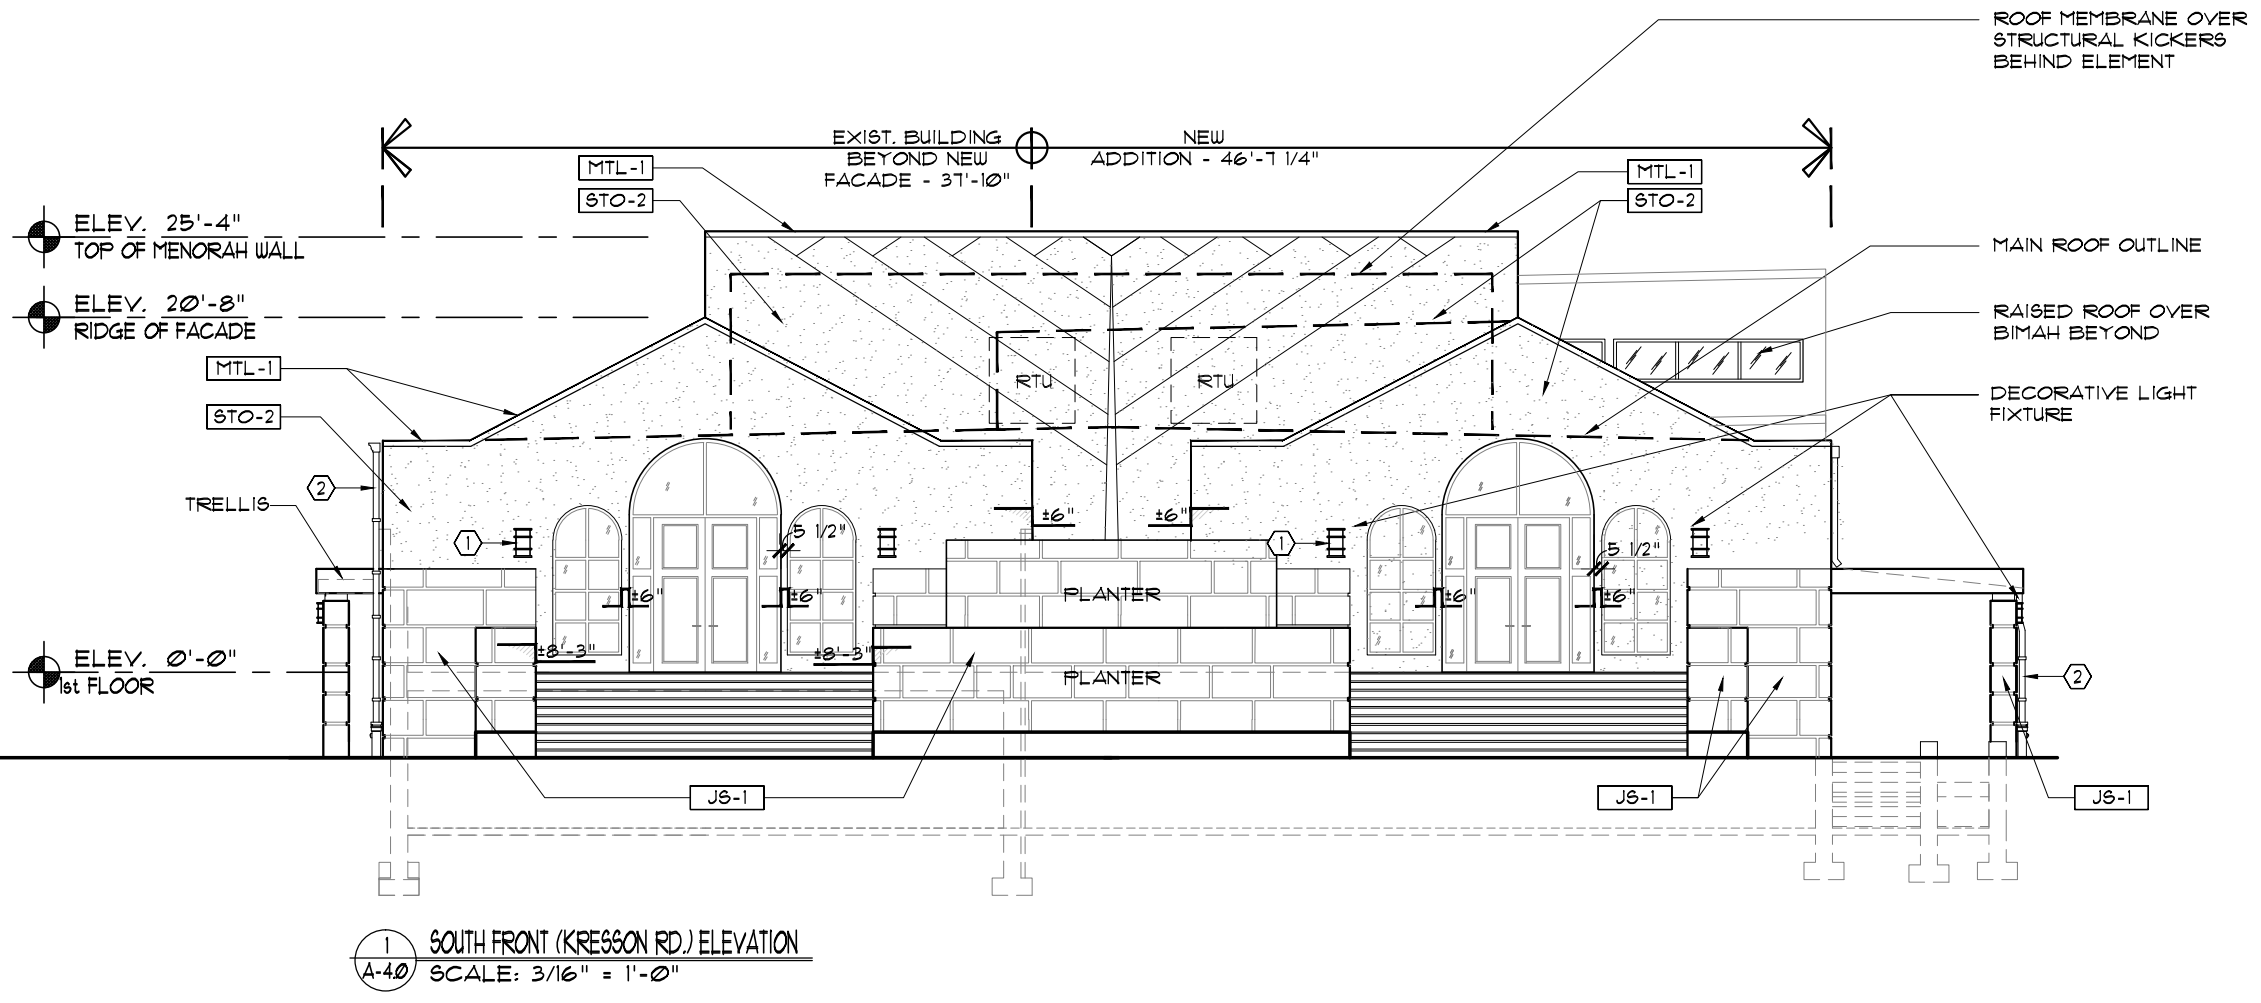 ROOF MEMBRANE OVER
STRUCTURAL KICKERS
BEHIND ELEMENT
EXIST. BUILDING
BEYOND NEW
FACADE - 37'-10"
NEW
ADDITION - 46'-7 1/4"
MTL-1
STO-2
MTL-1
STO-2
ELEV. 25'-4"
TOP OF MENORAH WALL
MAIN ROOF OUTLINE
ELEV. 20'-8"
RIDGE OF FACADE
RAISED ROOF OVER
BIMAH BEYOND
MTL-1
STO-2
RTU
RTU
DECORATIVE LIGHT
FIXTURE
2
TRELLIS
±6"
±6"
1
5 1/2"
1
5 1/2"
±6"
±6"
PLANTER
±6"
±6"
±8'-3"
±8'-3"
ELEV. 0'-0"
1st FLOOR
PLANTER
2
JS-1
JS-1
JS-1
1
A-4.0
SOUTH FRONT (KRESSON RD.) ELEVATION
SCALE: 3/16" = 1'-0"